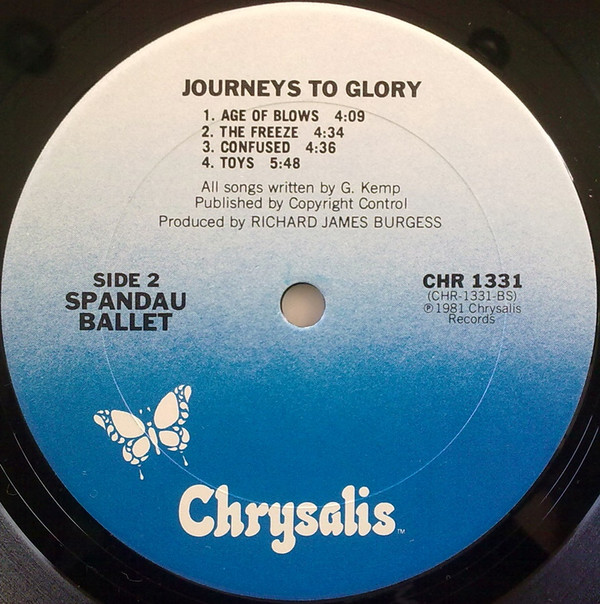 JOURNEYS TO GLORY
1. AGE OF BLOWS 4:09
2. THE FREEZE 4:34
3. CONFUSED 4:36
4. TOYS 5:48
All songs written by G. Kemp
Published by Copyright Control
Produced by RICHARD JAMES BURGESS
SIDE 2
SPANDAU
BALLET
CHR 1331
(CHR-1331-BS)
℗ 1981 Chrysalis
Records
Chrysalis™